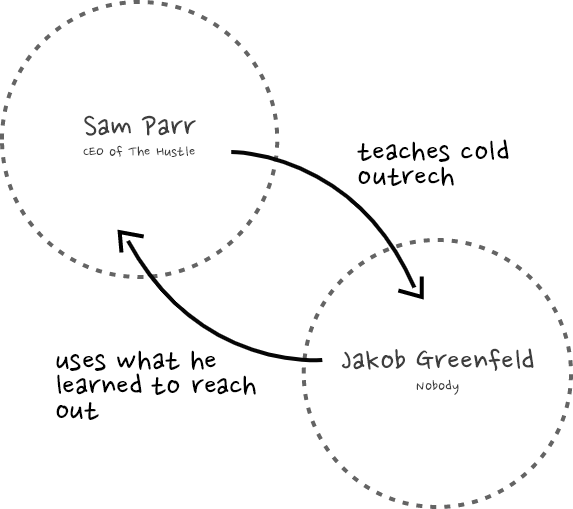 Sam Parr
CEO of The Hustle
teaches cold
outrech
Jakob Greenfeld
Nobody
uses what he
learned to reach
out